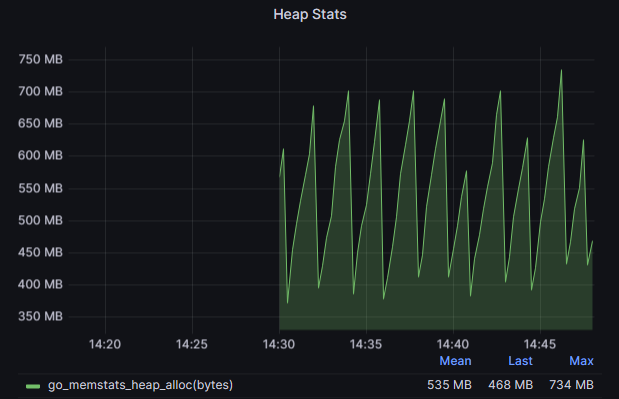 Heap Stats
750 MB
700 MB
650 MB
600 MB
550 MB
500 MB
450 MB
400 MB
350 MB
14:20 14:25 14:30 14:35 14:40 14:45
Mean Last Max
go_memstats_heap_alloc(bytes) 535 MB 468 MB 734 MB